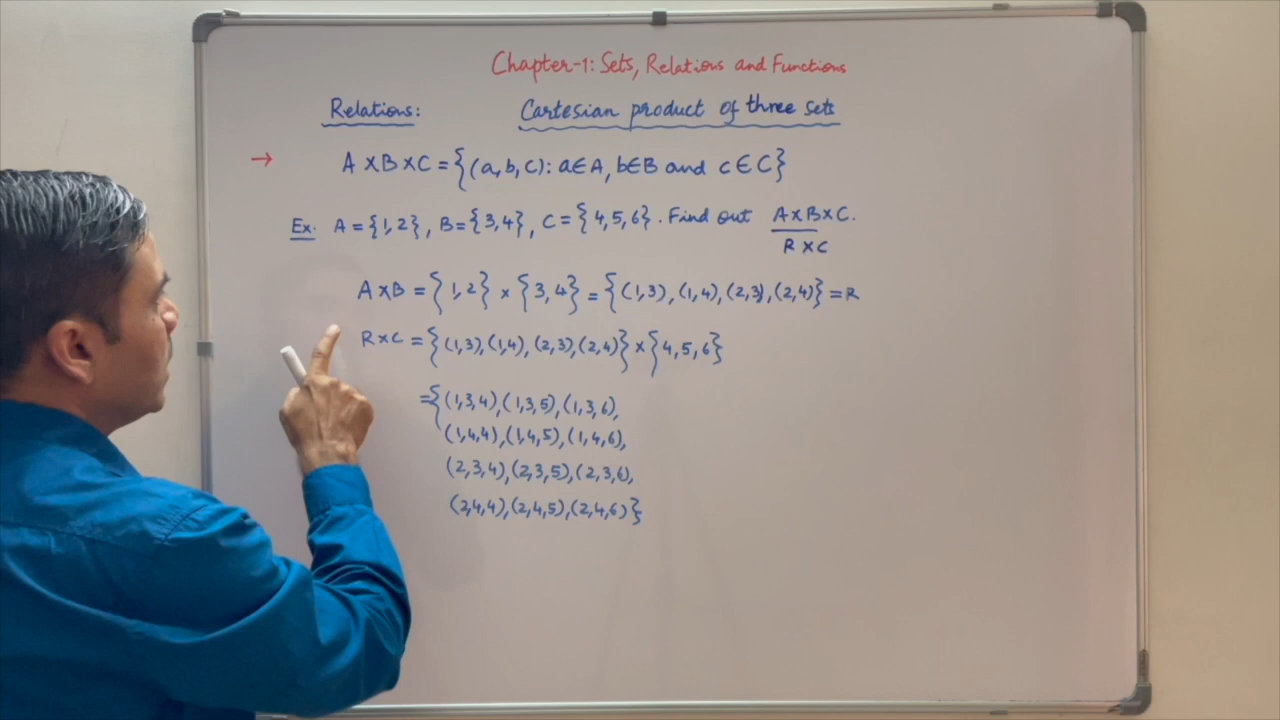 Chapter-1: Sets, Relations and Functions
Relations: Cartesian product of three sets
→ A×B×C = {(a, b, c): a∈A, b∈B and c∈C}
Ex. A = {1, 2}, B = {3, 4}, C = {4, 5, 6}. Find out A×B×C.
R×C
A×B = {1, 2} × {3, 4} = {(1,3), (1,4), (2,3), (2,4)} = R
R×C = {(1,3), (1,4), (2,3), (2,4)} × {4, 5, 6}
= {(1,3,4), (1,3,5), (1,3,6),
(1,4,4), (1,4,5), (1,4,6),
(2,3,4), (2,3,5), (2,3,6),
(2,4,4), (2,4,5), (2,4,6)}